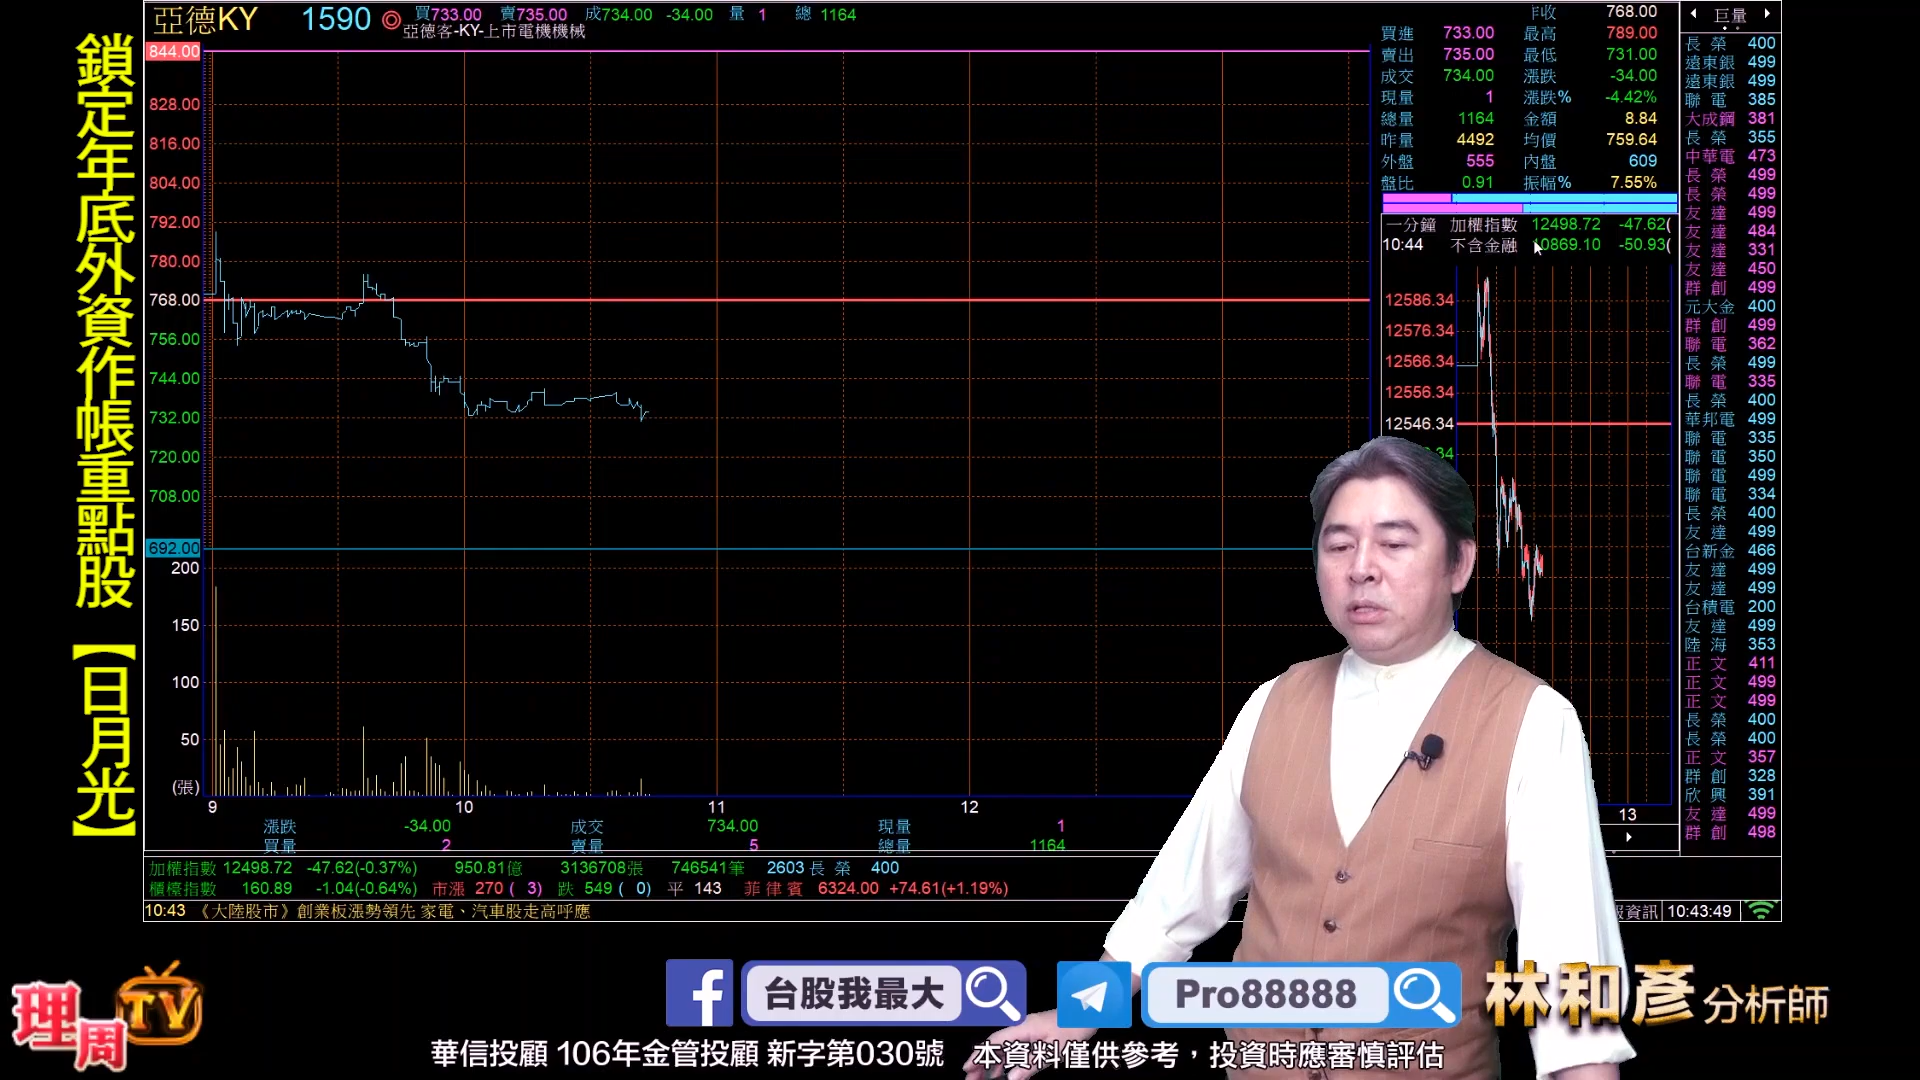 鎖定年底外資作帳重點股【日月光】
亞德KY 1590 ◎ 買733.00 賣735.00 成734.00 -34.00 量 1 總 1164
亞德客-KY-上市電機機械
844.00
828.00
816.00
804.00
792.00
780.00
768.00
756.00
744.00
732.00
720.00
708.00
692.00
200
150
100
50
(張)
9 10 11 12
漲跌 -34.00 成交 734.00 現量 1
買量 2 賣量 5 總量 1164
昨收 768.00
買進 733.00 最高 789.00
賣出 735.00 最低 731.00
成交 734.00 漲跌 -34.00
現量 1 漲跌% -4.42%
總量 1164 金額 8.84
昨量 4492 均價 759.64
外盤 555 內盤 609
盤比 0.91 振幅% 7.55%
一分鐘 加權指數 12498.72 -47.62(
10:44 不含金融 0869.10 -50.93(
12586.34
12576.34
12566.34
12556.34
12546.34
13
巨量
長榮 400
遠東銀 499
遠東銀 499
聯電 385
大成鋼 381
長榮 355
中華電 473
長榮 499
長榮 499
友達 499
友達 484
友達 331
友達 450
群創 499
元大金 400
群創 499
聯電 362
長榮 499
聯電 335
長榮 400
華邦電 499
聯電 335
聯電 350
聯電 499
聯電 334
長榮 400
友達 499
台新金 466
友達 499
友達 499
台積電 200
友達 499
陸海 353
正文 411
正文 499
正文 499
長榮 400
長榮 400
正文 357
群創 328
欣興 391
友達 499
群創 498
加權指數 12498.72 -47.62(-0.37%) 950.81億 3136708張 746541筆 2603 長榮 400
櫃檯指數 160.89 -1.04(-0.64%) 市漲 270 ( 3) 跌 549 ( 0) 平 143 菲律賓 6324.00 +74.61(+1.19%)
10:43 《大陸股市》創業板漲勢領先 家電、汽車股走高呼應
資訊 10:43:49
理周TV
台股我最大
Pro88888
林和彥 分析師
華信投顧 106年金管投顧 新字第030號 本資料僅供參考，投資時應審慎評估